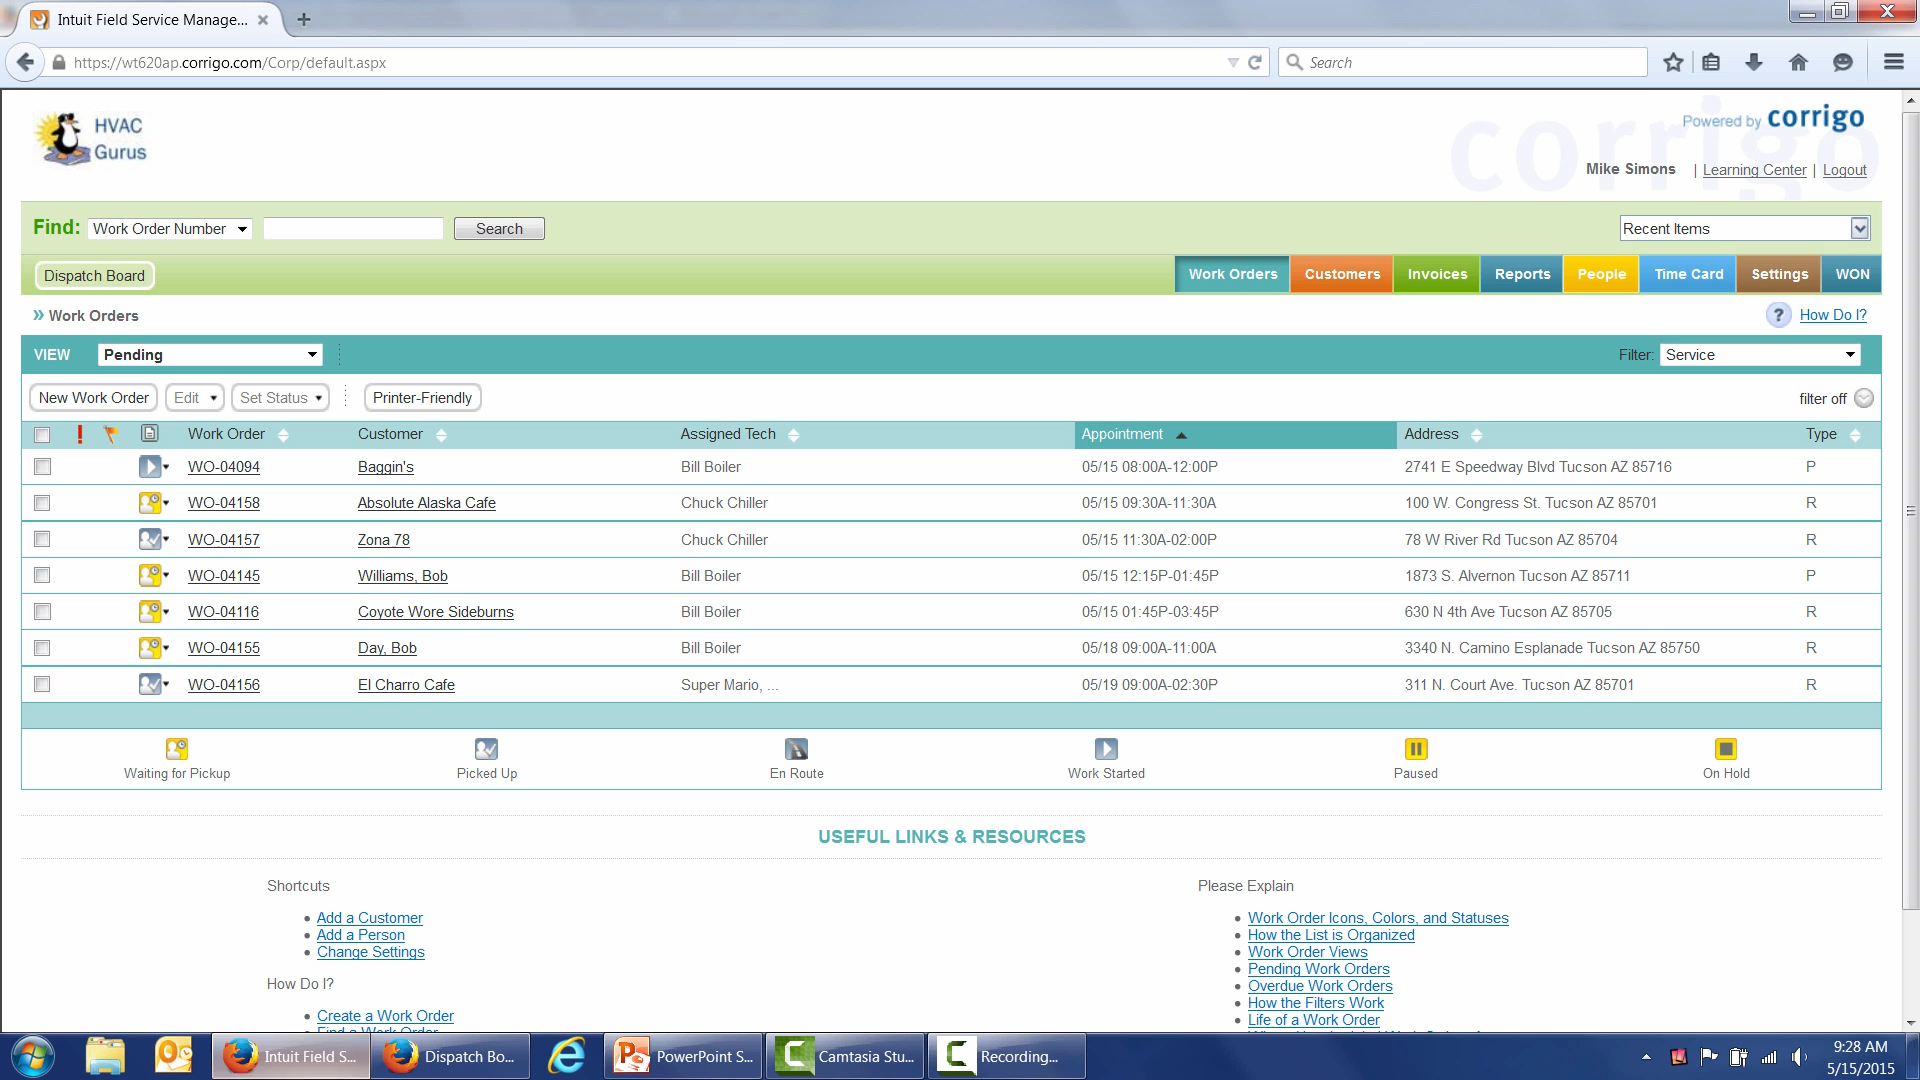 Intuit Field Service Manage...
https://wt620ap.corrigo.com/Corp/default.aspx
Search
HVAC
Gurus
corrigo
Powered by corrigo
Mike Simons | Learning Center | Logout
Find: Work Order Number Search Recent Items
Dispatch Board Work Orders Customers Invoices Reports People Time Card Settings WON
» Work Orders ? How Do I?
VIEW Pending Filter: Service
New Work Order Edit Set Status Printer-Friendly filter off
! Work Order Customer Assigned Tech Appointment Address Type
WO-04094 Baggin's Bill Boiler 05/15 08:00A-12:00P 2741 E Speedway Blvd Tucson AZ 85716 P
WO-04158 Absolute Alaska Cafe Chuck Chiller 05/15 09:30A-11:30A 100 W. Congress St. Tucson AZ 85701 R
WO-04157 Zona 78 Chuck Chiller 05/15 11:30A-02:00P 78 W River Rd Tucson AZ 85704 R
WO-04145 Williams, Bob Bill Boiler 05/15 12:15P-01:45P 1873 S. Alvernon Tucson AZ 85711 P
WO-04116 Coyote Wore Sideburns Bill Boiler 05/15 01:45P-03:45P 630 N 4th Ave Tucson AZ 85705 R
WO-04155 Day, Bob Bill Boiler 05/18 09:00A-11:00A 3340 N. Camino Esplanade Tucson AZ 85750 R
WO-04156 El Charro Cafe Super Mario, ... 05/19 09:00A-02:30P 311 N. Court Ave. Tucson AZ 85701 R
Waiting for Pickup Picked Up En Route Work Started Paused On Hold
USEFUL LINKS & RESOURCES
Shortcuts
Add a Customer
Add a Person
Change Settings
How Do I?
Create a Work Order
Find a Work Order
Please Explain
Work Order Icons, Colors, and Statuses
How the List is Organized
Work Order Views
Pending Work Orders
Overdue Work Orders
How the Filters Work
Life of a Work Order
Intuit Field S... Dispatch Bo... PowerPoint S... Camtasia Stu... Recording...
9:28 AM
5/15/2015